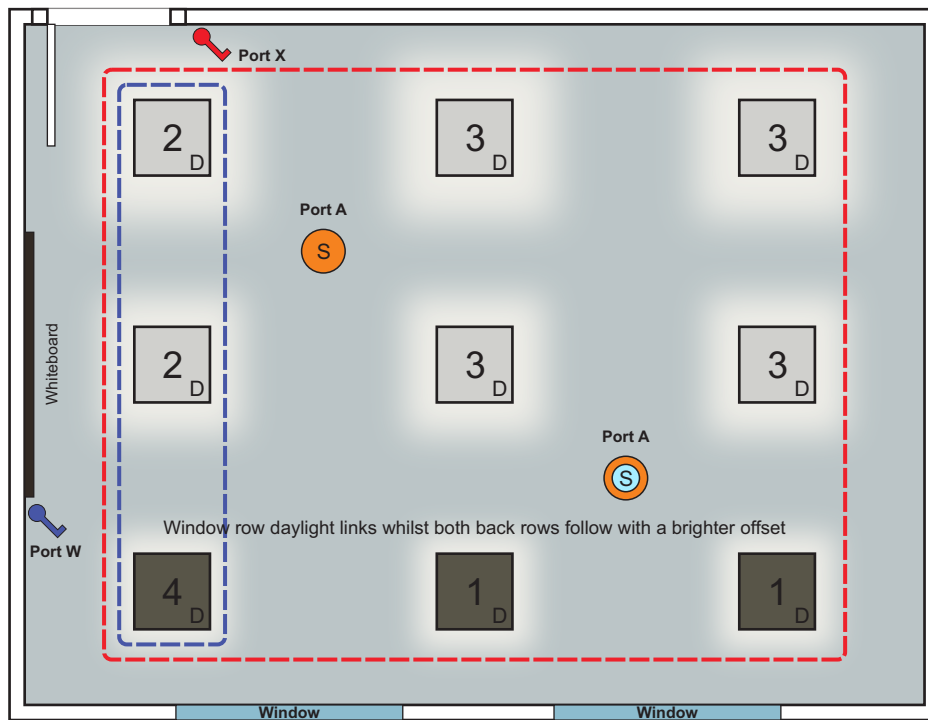 Port X
2
D
3
D
3
D
Port A
S
Whiteboard
2
D
3
D
3
D
Port A
S
Port W
Window row daylight links whilst both back rows follow with a brighter offset
4
D
1
D
1
D
Window
Window